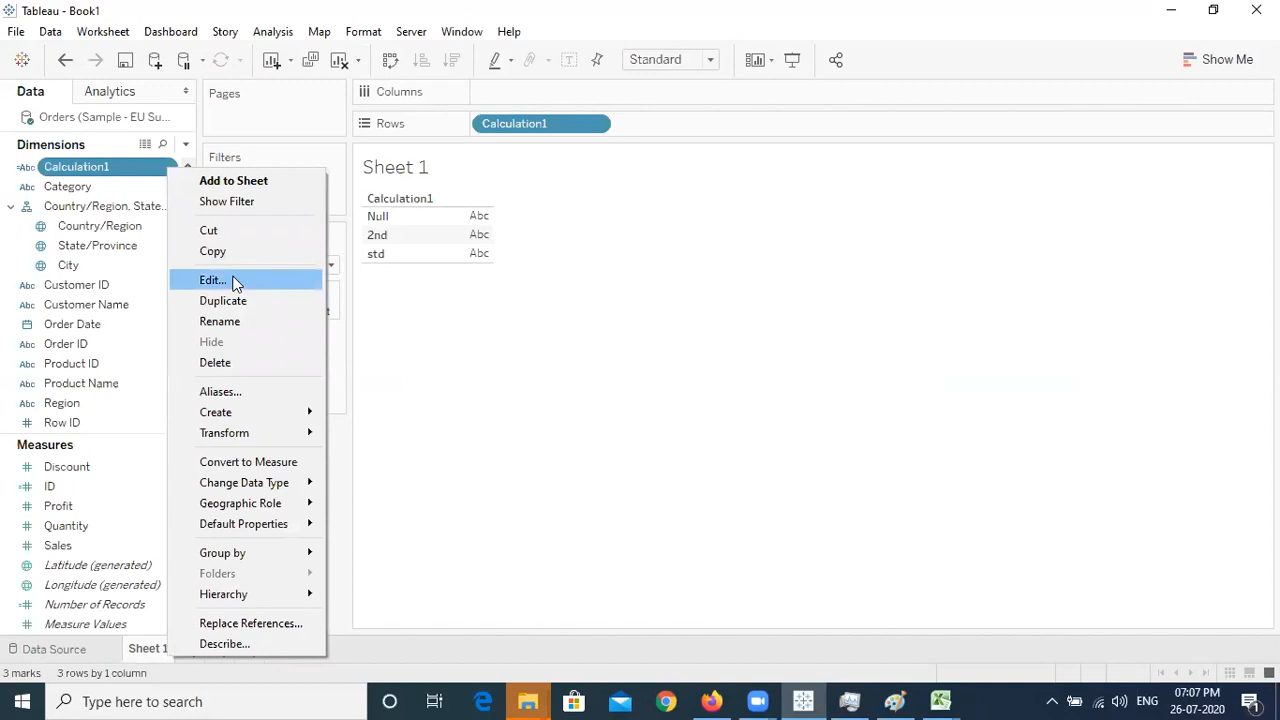 Tableau - Book1
File Data Worksheet Dashboard Story Analysis Map Format Server Window Help
Standard
Show Me
Data Analytics
Orders (Sample - EU Su...
Dimensions
Calculation1
Category
Country/Region, State...
Country/Region
State/Province
City
Customer ID
Customer Name
Order Date
Order ID
Product ID
Product Name
Region
Row ID
Measures
Discount
ID
Profit
Quantity
Sales
Latitude (generated)
Longitude (generated)
Number of Records
Measure Values
Pages
Filters
Add to Sheet
Show Filter
Cut
Copy
Edit...
Duplicate
Rename
Hide
Delete
Aliases...
Create
Transform
Convert to Measure
Change Data Type
Geographic Role
Default Properties
Group by
Folders
Hierarchy
Replace References...
Describe...
Columns
Rows Calculation1
Sheet 1
Calculation1
Null Abc
2nd Abc
std Abc
Data Source Sheet 1
3 marks 3 rows by 1 column
Type here to search
ENG
07:07 PM
26-07-2020